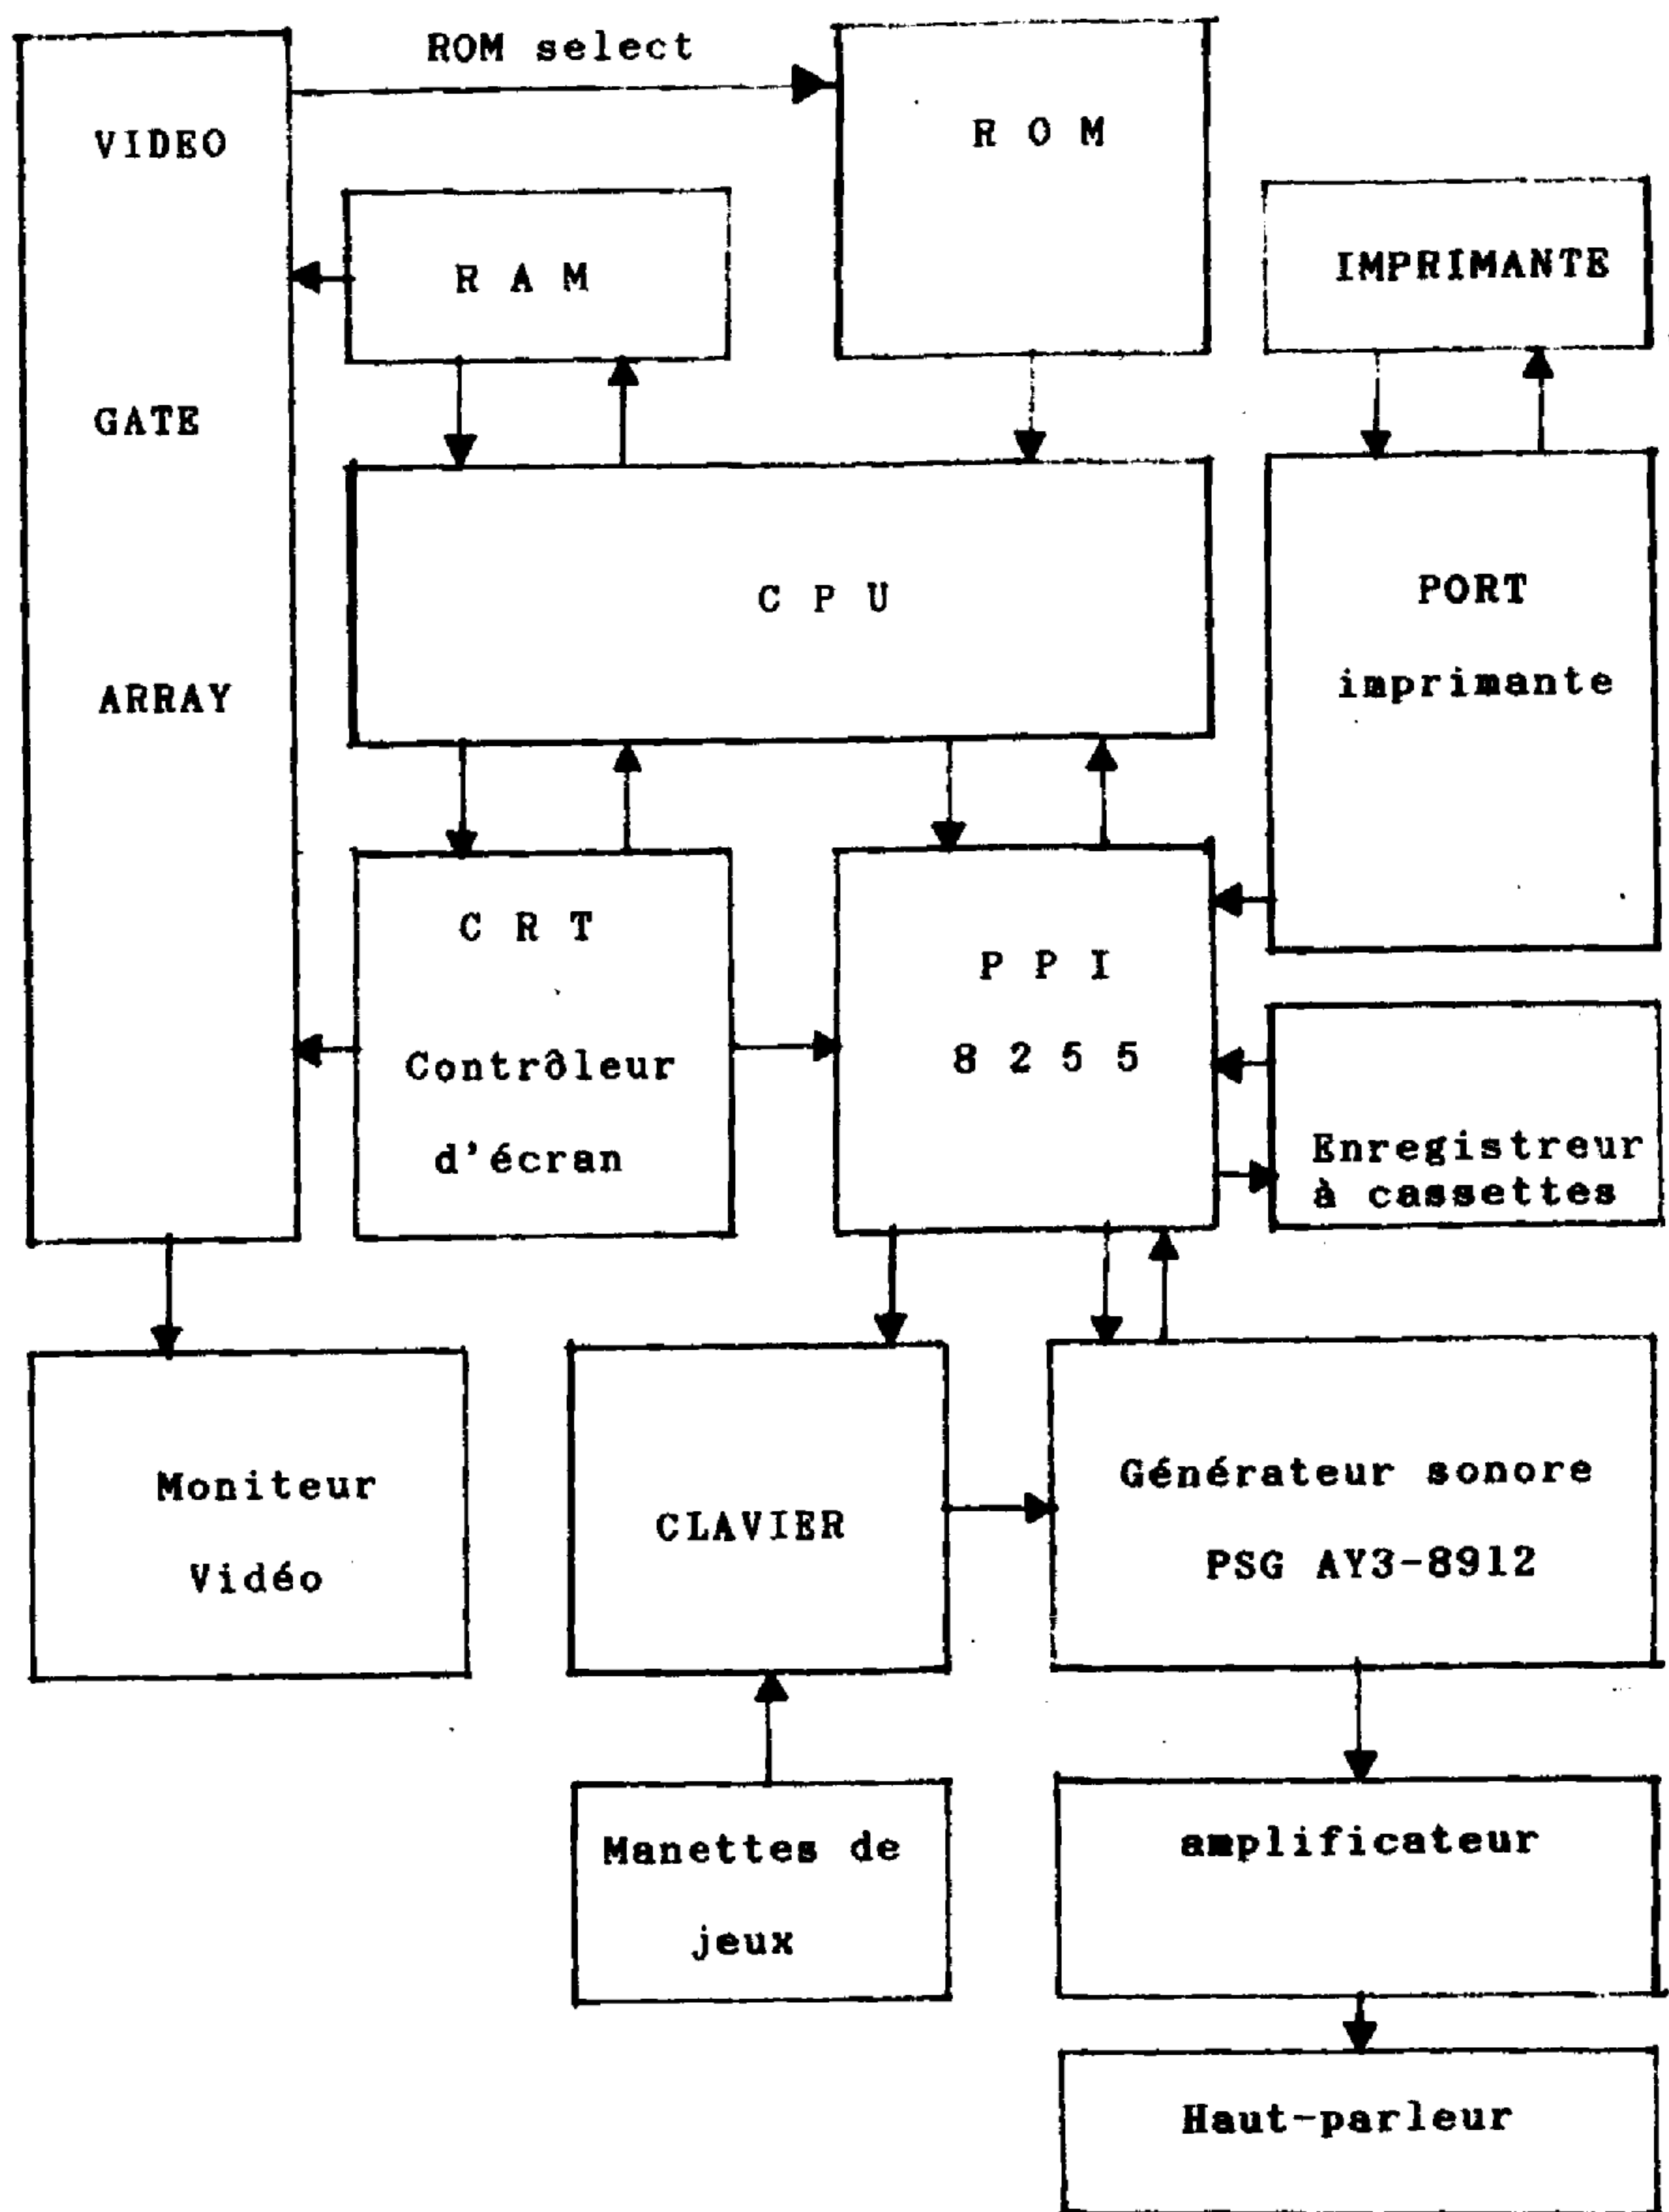 ROM select
VIDEO
GATE
ARRAY
R O M
R A M
IMPRIMANTE
C P U
PORT
imprimante
C R T
Contrôleur
d'écran
P P I
8 2 5 5
Enregistreur
à cassettes
Moniteur
Vidéo
CLAVIER
Générateur sonore
PSG AY3-8912
Manettes de
jeux
amplificateur
Haut-parleur